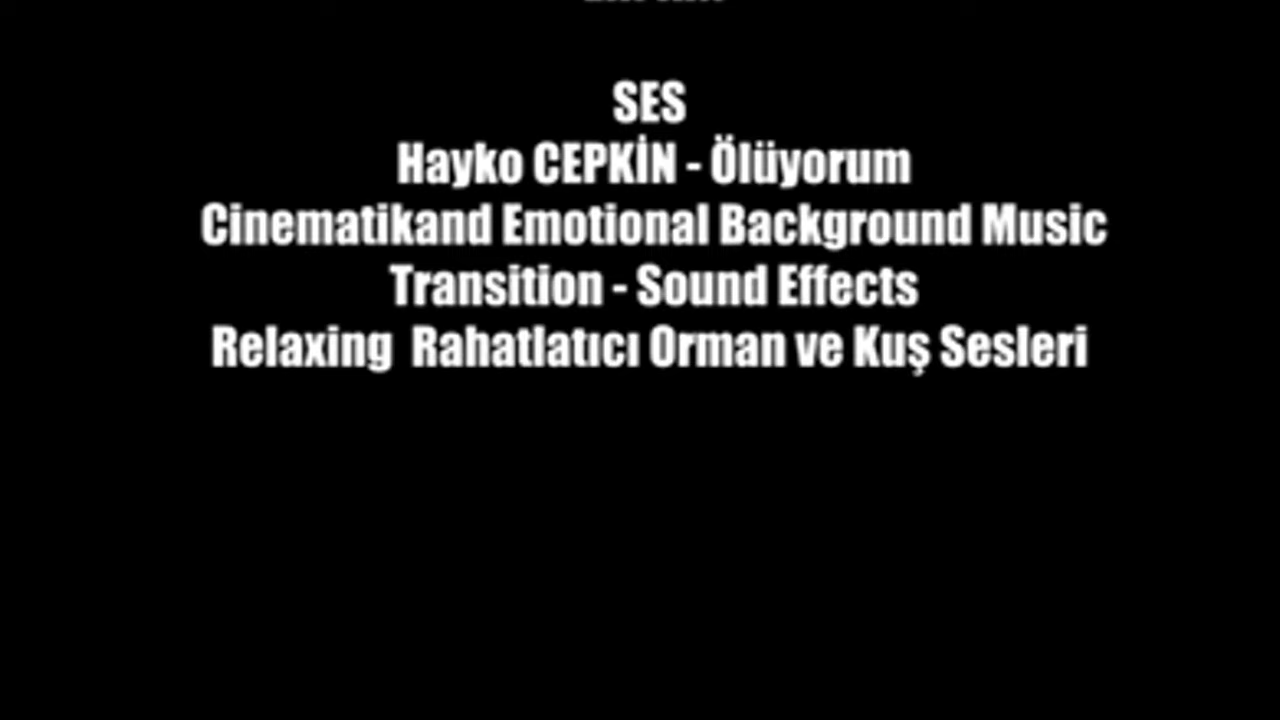 SES
Hayko CEPKİN - Ölüyorum
Cinematikand Emotional Background Music
Transition - Sound Effects
Relaxing  Rahatlatıcı Orman ve Kuş Sesleri